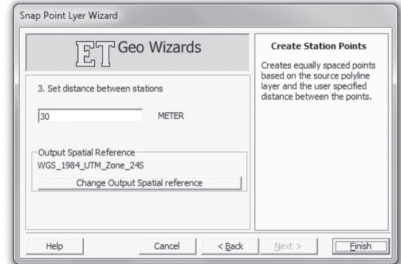 Snap Point Lyer Wizard
ET Geo Wizards
3. Set distance between stations
30 METER
Output Spatial Reference
WGS_1984_UTM_Zone_24S
Change Output Spatial reference
Create Station Points
Creates equally spaced points
based on the source polyline
layer and the user specified
distance between the points.
Help Cancel < Back Next > Finish